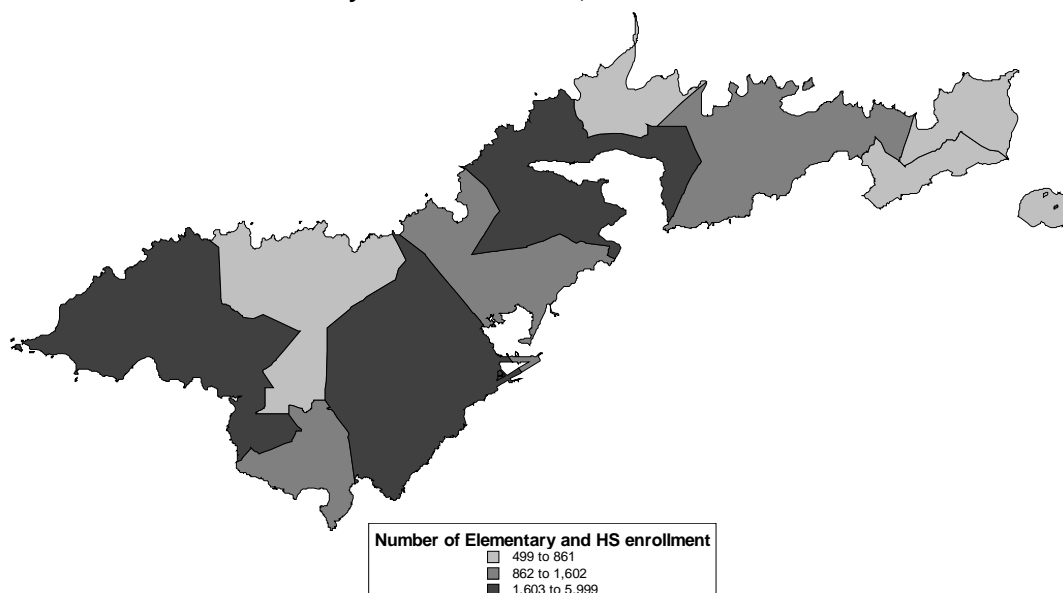 Number of Elementary and HS enrollment
499 to 861
862 to 1,602
1,603 to 5,999